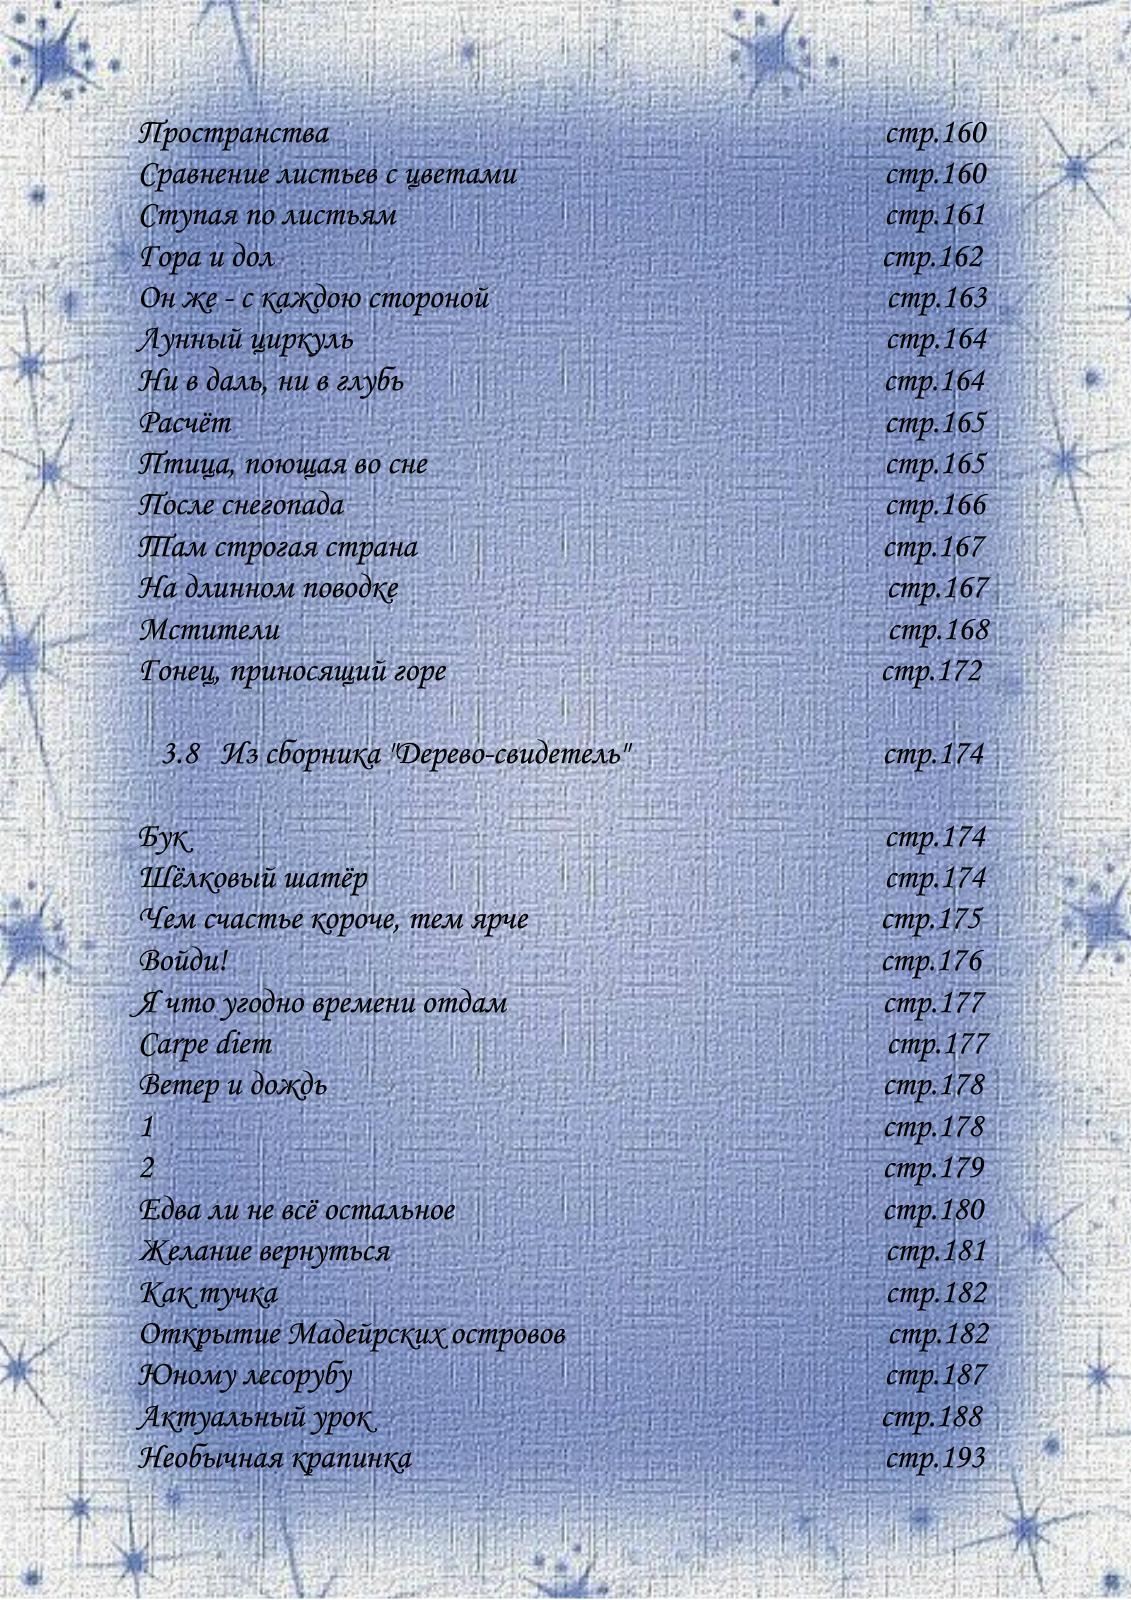 Пространства стр.160
Сравнение листьев с цветами стр.160
Ступая по листьям стр.161
Гора и дол стр.162
Он же - с каждою стороной стр.163
Лунный циркуль стр.164
Ни в даль, ни в глубь стр.164
Расчёт стр.165
Птица, поющая во сне стр.165
После снегопада стр.166
Там строгая страна стр.167
На длинном поводке стр.167
Мстители стр.168
Гонец, приносящий горе стр.172
3.8 Из сборника "Дерево-свидетель" стр.174
Бук стр.174
Шёлковый шатёр стр.174
Чем счастье короче, тем ярче стр.175
Войди! стр.176
Я что угодно времени отдам стр.177
Carpe diem стр.177
Ветер и дождь стр.178
1 стр.178
2 стр.179
Едва ли не всё остальное стр.180
Желание вернуться стр.181
Как тучка стр.182
Открытие Мадейрских островов стр.182
Юному лесорубу стр.187
Актуальный урок стр.188
Необычная крапинка стр.193